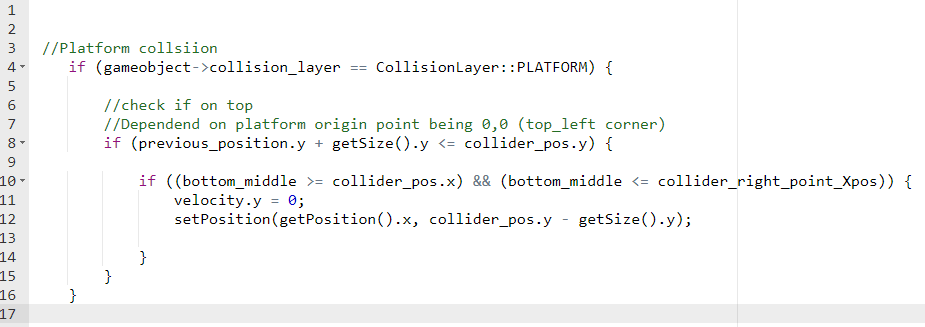 1
2
3 //Platform collsiion
4 if (gameobject->collision_layer == CollisionLayer::PLATFORM) {
5
6 //check if on top
7 //Dependend on platform origin point being 0,0 (top_left corner)
8 if (previous_position.y + getSize().y <= collider_pos.y) {
9
10 if ((bottom_middle >= collider_pos.x) && (bottom_middle <= collider_right_point_Xpos)) {
11 velocity.y = 0;
12 setPosition(getPosition().x, collider_pos.y - getSize().y);
13
14 }
15 }
16 }
17